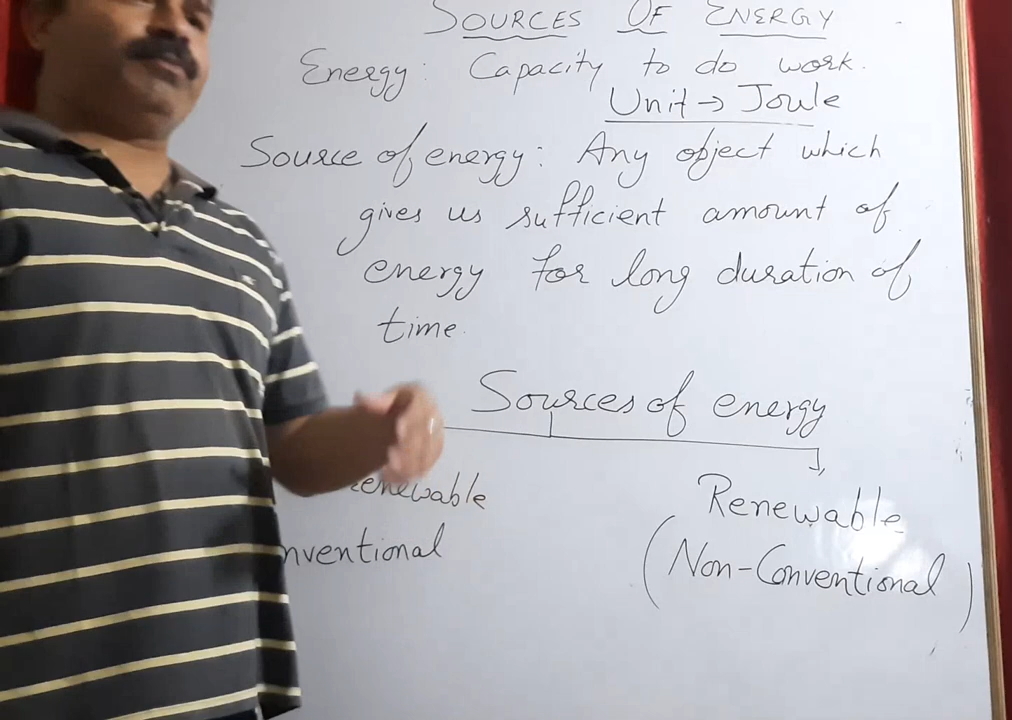 SOURCES OF ENERGY
Energy: Capacity to do work.
Unit → Joule
Source of energy: Any object which
gives us sufficient amount of
energy for long duration of
time.
Sources of energy
enewable
Renewable
nventional
(Non-Conventional)